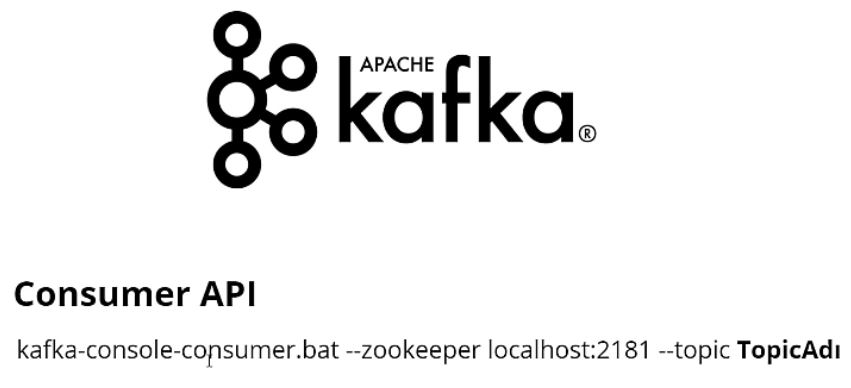 APACHE
kafka®
Consumer API
kafka-console-consumer.bat --zookeeper localhost:2181 --topic TopicAdı